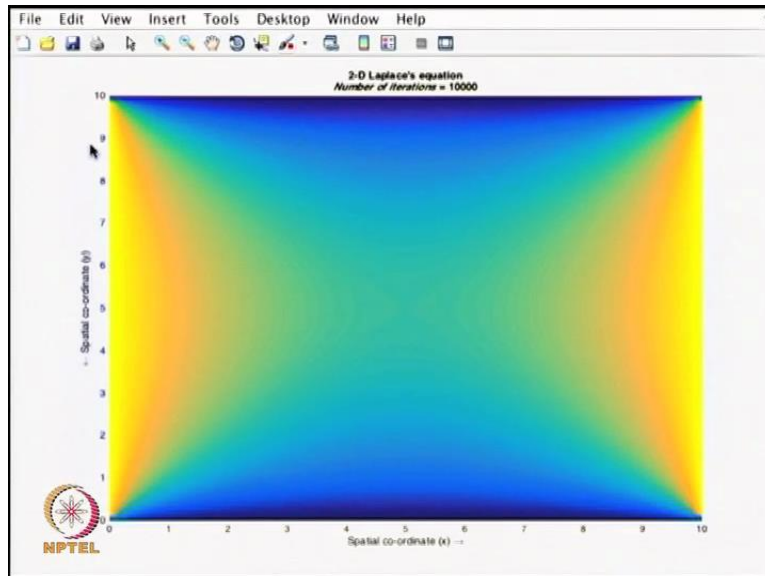 File Edit View Insert Tools Desktop Window Help
2-D Laplace's equation
Number of iterations = 10000
10
9
8
7
6
5
4
3
2
1
0
← Spatial co-ordinate (y)
0 1 2 3 4 5 6 7 8 9 10
Spatial co-ordinate (x) →
NPTEL